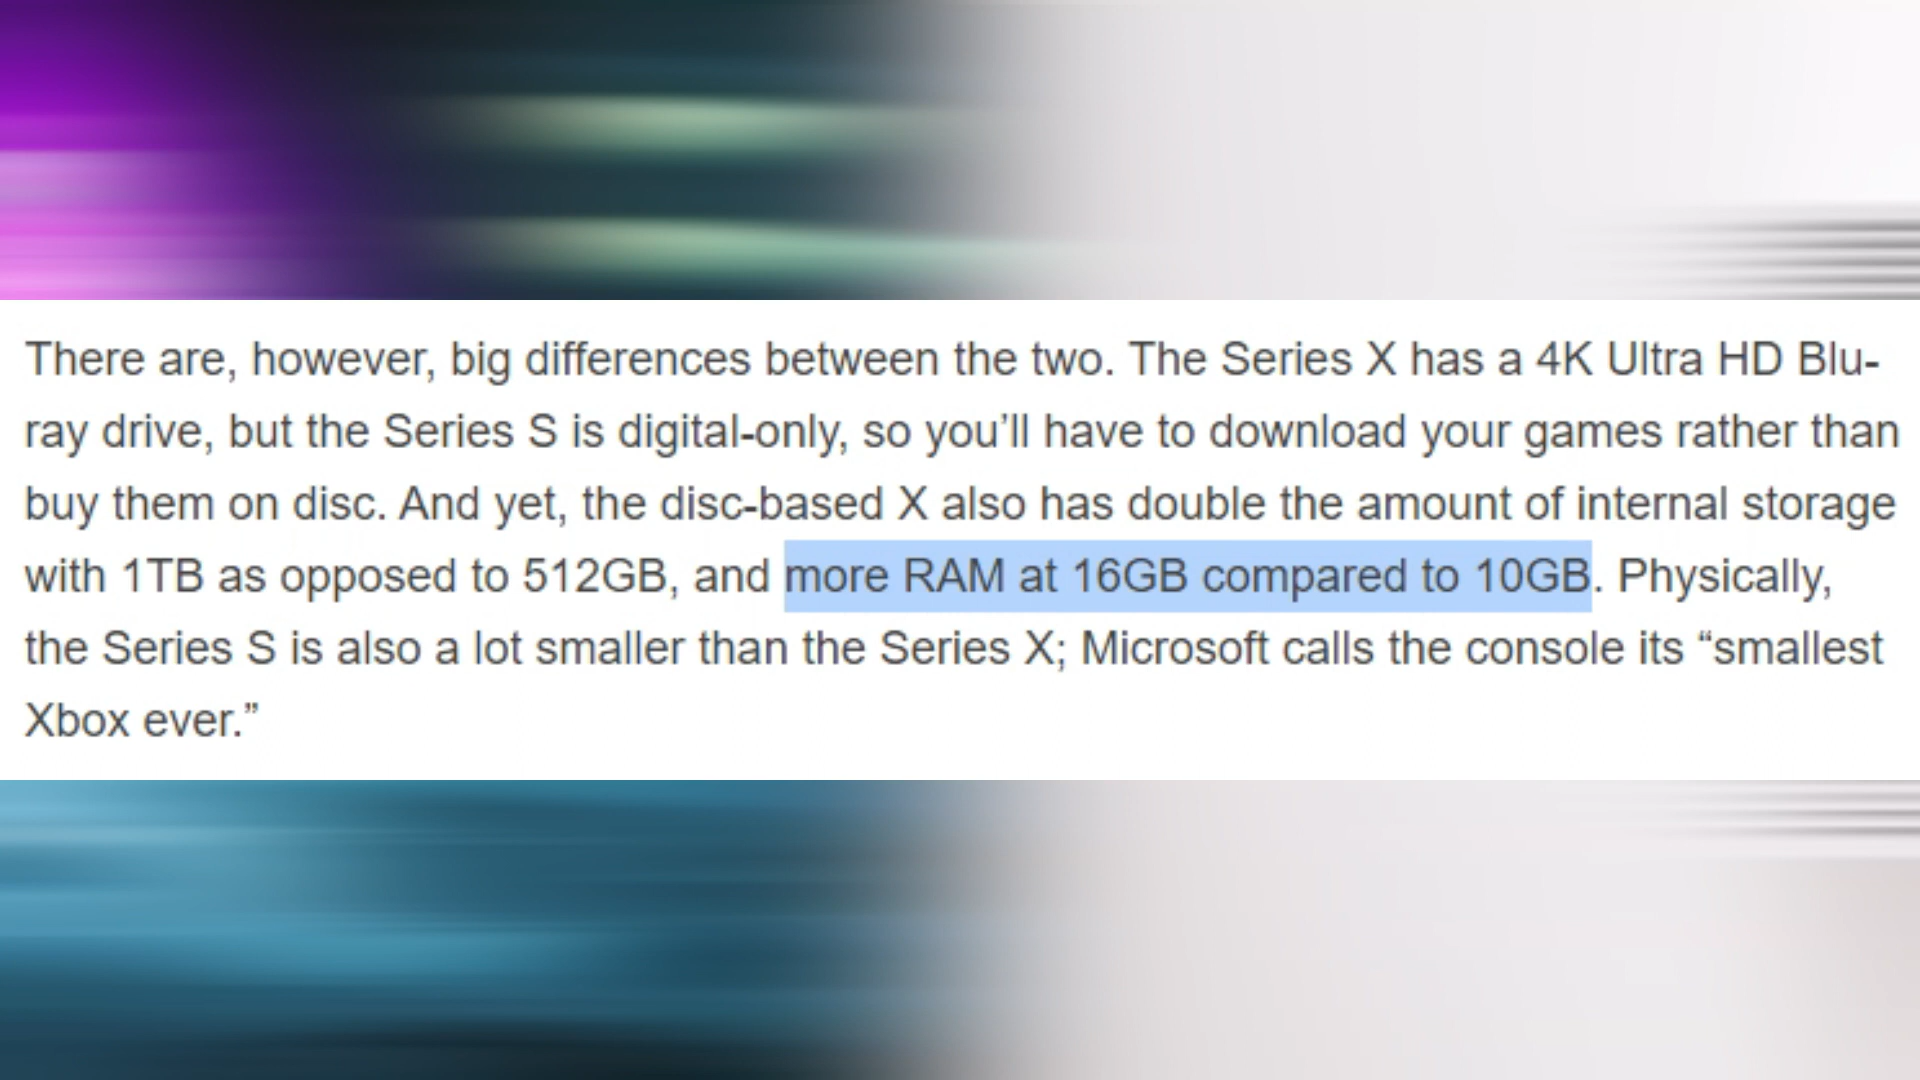 There are, however, big differences between the two. The Series X has a 4K Ultra HD Blu-
ray drive, but the Series S is digital-only, so you’ll have to download your games rather than
buy them on disc. And yet, the disc-based X also has double the amount of internal storage
with 1TB as opposed to 512GB, and more RAM at 16GB compared to 10GB. Physically,
the Series S is also a lot smaller than the Series X; Microsoft calls the console its “smallest
Xbox ever.”